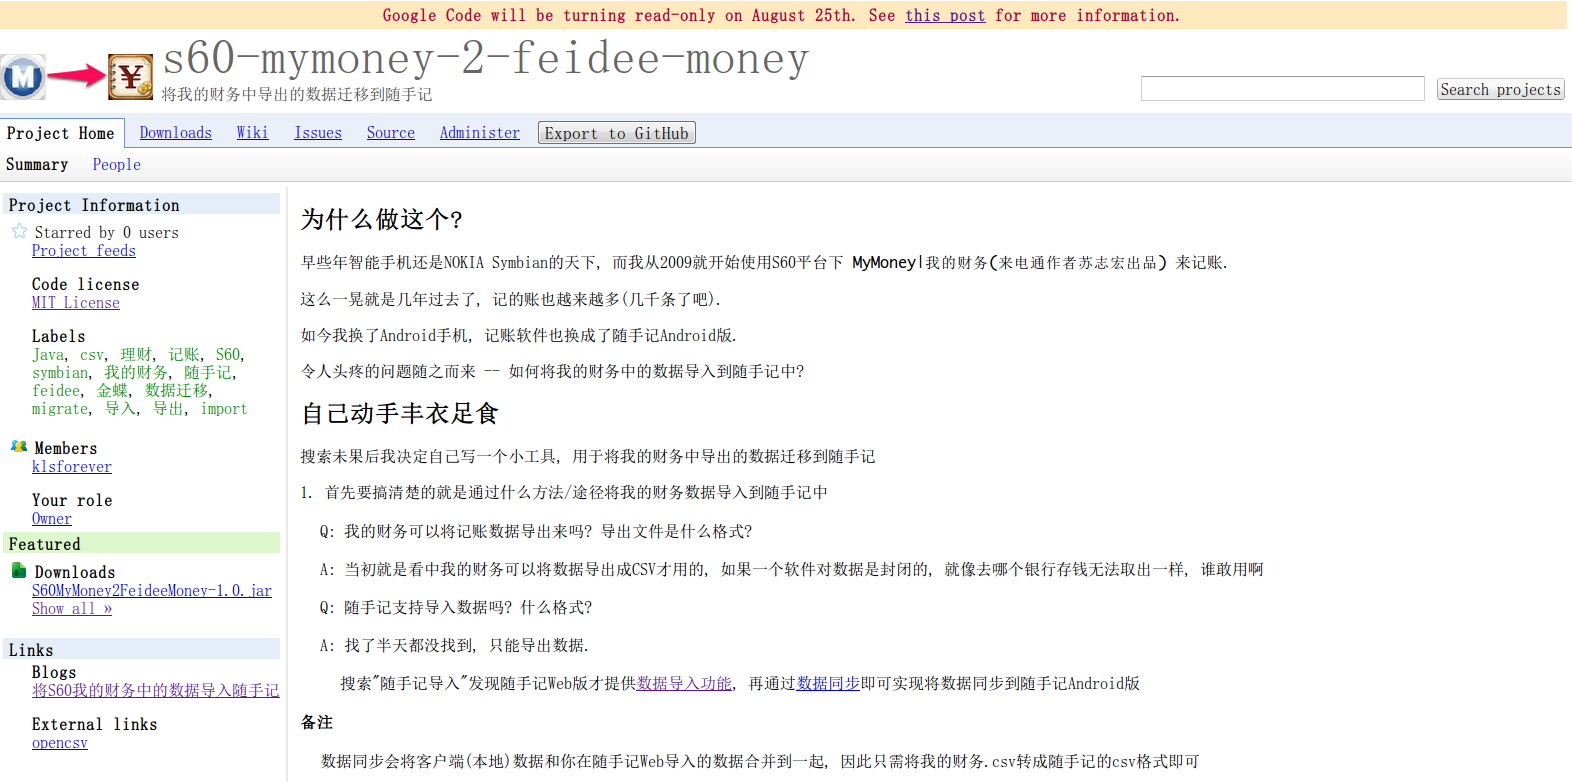 Google Code will be turning read-only on August 25th. See this post for more information.
s60-mymoney-2-feidee-money
将我的财务中导出的数据迁移到随手记
Search projects
Project Home Downloads Wiki Issues Source Administer Export to GitHub
Summary People
Project Information
Starred by 0 users
Project feeds
Code license
MIT License
Labels
Java, csv, 理财, 记账, S60,
symbian, 我的财务, 随手记,
feidee, 金蝶, 数据迁移,
migrate, 导入, 导出, import
Members
klsforever
Your role
Owner
Featured
Downloads
S60MyMoney2FeideeMoney-1.0.jar
Show all »
Links
Blogs
将S60我的财务中的数据导入随手记
External links
opencsv
为什么做这个?
早些年智能手机还是NOKIA Symbian的天下, 而我从2009就开始使用S60平台下 MyMoney|我的财务(来电通作者苏志宏出品) 来记账.
这么一晃就是几年过去了, 记的账也越来越多(几千条了吧).
如今我换了Android手机, 记账软件也换成了随手记Android版.
令人头疼的问题随之而来 -- 如何将我的财务中的数据导入到随手记中?
自己动手丰衣足食
搜索未果后我决定自己写一个小工具, 用于将我的财务中导出的数据迁移到随手记
1. 首先要搞清楚的就是通过什么方法/途径将我的财务数据导入到随手记中
Q: 我的财务可以将记账数据导出来吗? 导出文件是什么格式?
A: 当初就是看中我的财务可以将数据导出成CSV才用的, 如果一个软件对数据是封闭的, 就像去哪个银行存钱无法取出一样, 谁敢用啊
Q: 随手记支持导入数据吗? 什么格式?
A: 找了半天都没找到, 只能导出数据.
搜索"随手记导入"发现随手记Web版才提供数据导入功能, 再通过数据同步即可实现将数据同步到随手记Android版
备注
数据同步会将客户端(本地)数据和你在随手记Web导入的数据合并到一起, 因此只需将我的财务.csv转成随手记的csv格式即可